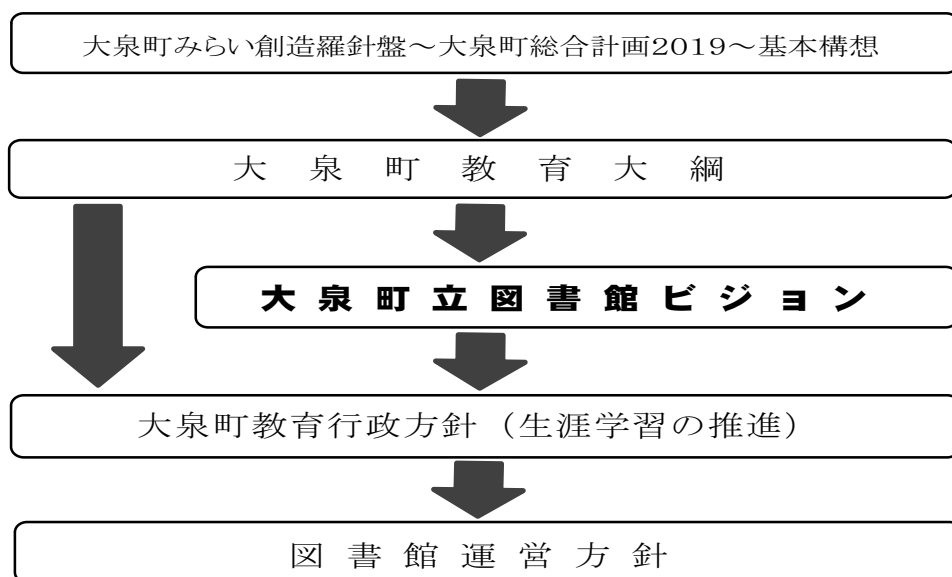 大泉町みらい創造羅針盤~大泉町総合計画2019~基本構想
大泉町教育大綱
大泉町立図書館ビジョン
大泉町教育行政方針(生涯学習の推進)
図書館運営方針